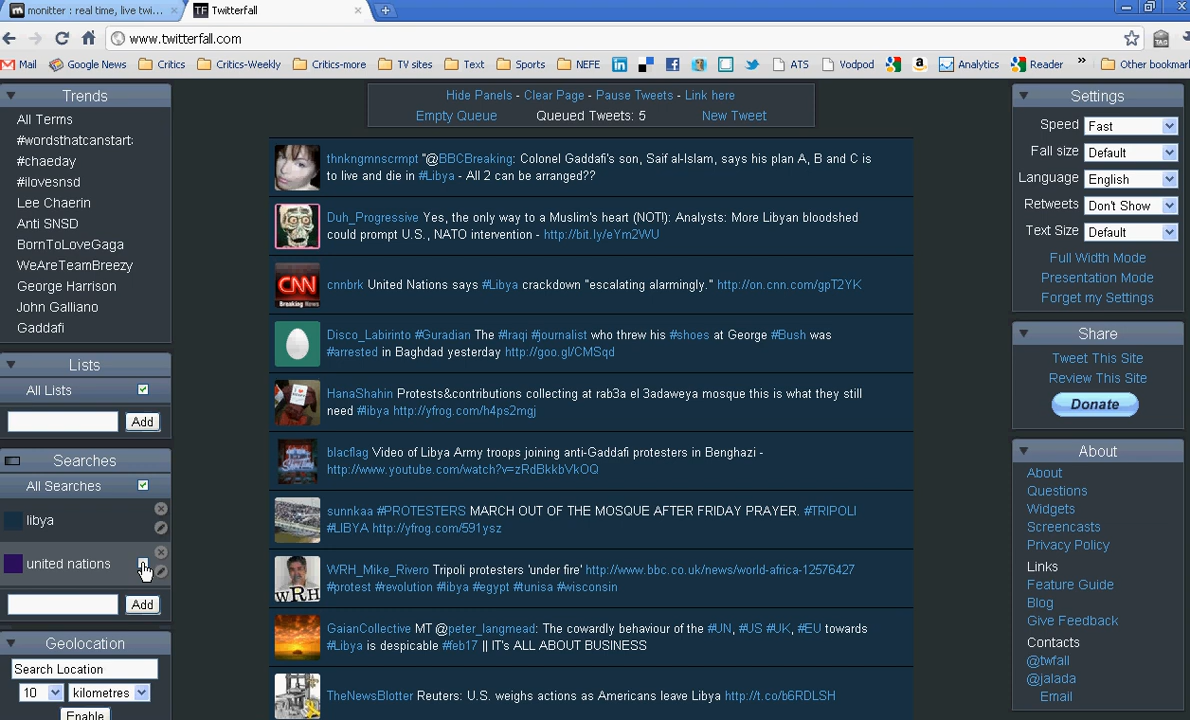 monitter : real time, live twi...
TF Twitterfall
www.twitterfall.com
Mail Google News Critics Critics-Weekly Critics-more TV sites Text Sports NEFE ATS Vodpod Analytics Reader » Other bookmar
Trends
All Terms
#wordsthatcanstart:
#chaeday
#ilovesnsd
Lee Chaerin
Anti SNSD
BornToLoveGaga
WeAreTeamBreezy
George Harrison
John Galliano
Gaddafi
Lists
All Lists
Add
Searches
All Searches
libya
united nations
Add
Geolocation
Search Location
10 kilometres
Enable
Hide Panels - Clear Page - Pause Tweets - Link here
Empty Queue Queued Tweets: 5 New Tweet
thnkngmnscrmpt "@BBCBreaking: Colonel Gaddafi's son, Saif al-Islam, says his plan A, B and C is
to live and die in #Libya - All 2 can be arranged??
Duh_Progressive Yes, the only way to a Muslim's heart (NOT!): Analysts: More Libyan bloodshed
could prompt U.S., NATO intervention - http://bit.ly/eYm2WU
CNN
Breaking News
cnnbrk United Nations says #Libya crackdown "escalating alarmingly." http://on.cnn.com/gpT2YK
Disco_Labirinto #Guradian The #Iraqi #journalist who threw his #shoes at George #Bush was
#arrested in Baghdad yesterday http://goo.gl/CMSqd
HanaShahin Protests&contributions collecting at rab3a el 3adaweya mosque this is what they still
need #libya http://yfrog.com/h4ps2mgj
blacflag Video of Libya Army troops joining anti-Gaddafi protesters in Benghazi -
http://www.youtube.com/watch?v=zRdBkkbVkOQ
sunnkaa #PROTESTERS MARCH OUT OF THE MOSQUE AFTER FRIDAY PRAYER. #TRIPOLI
#LIBYA http://yfrog.com/591ysz
WRH
WRH_Mike_Rivero Tripoli protesters 'under fire' http://www.bbc.co.uk/news/world-africa-12576427
#protest #revolution #libya #egypt #tunisa #wisconsin
GaianCollective MT @peter_langmead: The cowardly behaviour of the #UN, #US #UK, #EU towards
#Libya is despicable #feb17 || IT's ALL ABOUT BUSINESS
TheNewsBlotter Reuters: U.S. weighs actions as Americans leave Libya http://t.co/b6RDLSH
Settings
Speed Fast
Fall size Default
Language English
Retweets Don't Show
Text Size Default
Full Width Mode
Presentation Mode
Forget my Settings
Share
Tweet This Site
Review This Site
Donate
About
About
Questions
Widgets
Screencasts
Privacy Policy
Links
Feature Guide
Blog
Give Feedback
Contacts
@twfall
@jalada
Email